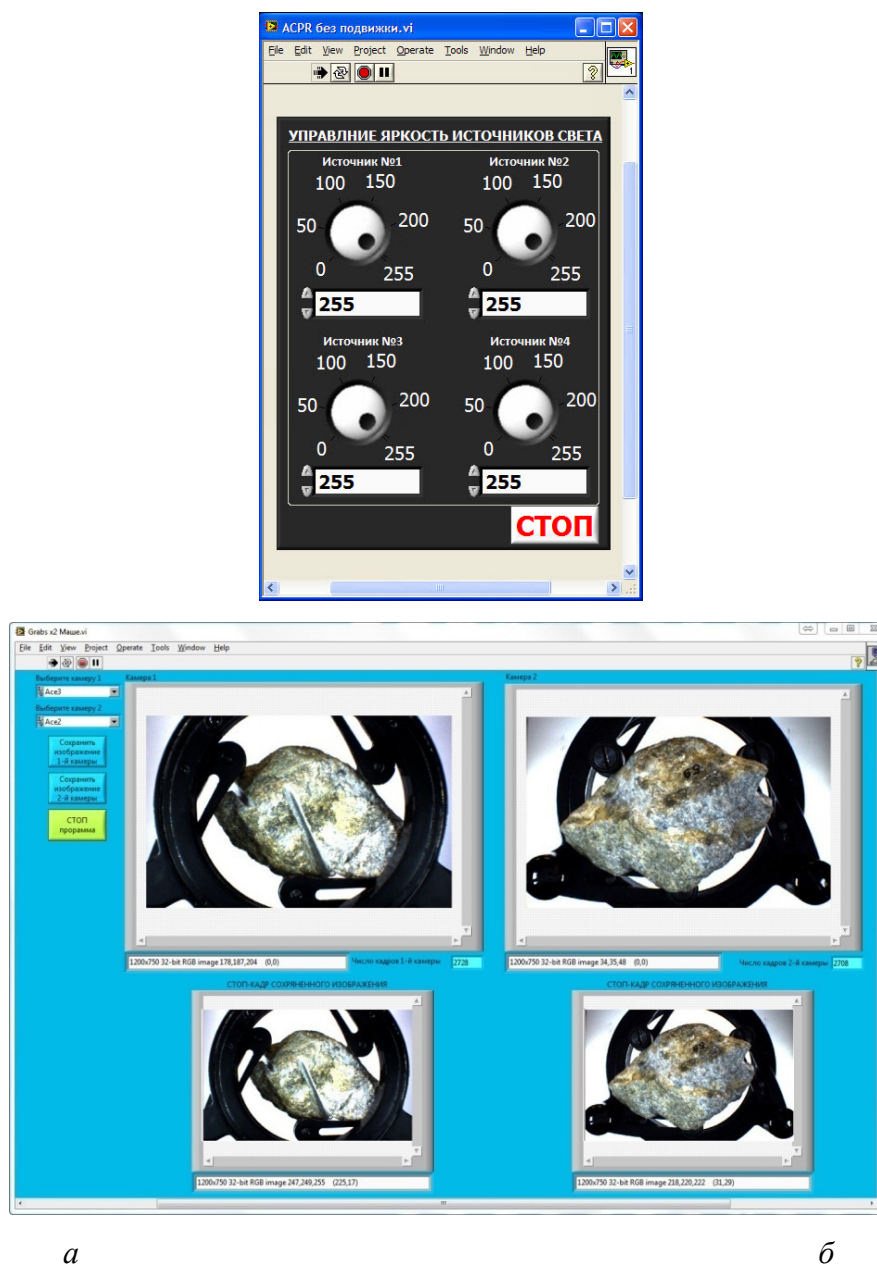 ACPR без подвижки.vi
File Edit View Project Operate Tools Window Help
1
УПРАВЛНИЕ ЯРКОСТЬ ИСТОЧНИКОВ СВЕТА
Источник №1 Источник №2
100 150 100 150
50 200 50 200
0 255 0 255
255 255
Источник №3 Источник №4
100 150 100 150
50 200 50 200
0 255 0 255
255 255
СТОП
Grabs x2 Маше.vi
File Edit View Project Operate Tools Window Help
Выберите камеру 1 Камера 1 Камера 2
Ace3
Выберите камеру 2
Ace2
Сохранить
изображение
1-й камеры
Сохранить
изображение
2-й камеры
СТОП
прорамма
1200x750 32-bit RGB image 178,187,204 (0,0) Число кадров 1-й камеры 2728 1200x750 32-bit RGB image 34,35,48 (0,0) Число кадров 2-й камеры 2708
СТОП-КАДР СОХРЯНЕННОГО ИЗОБРАЖЕНИЯ СТОП-КАДР СОХРЯНЕННОГО ИЗОБРАЖЕНИЯ
1200x750 32-bit RGB image 247,249,255 (225,17) 1200x750 32-bit RGB image 218,220,222 (31,29)
а б